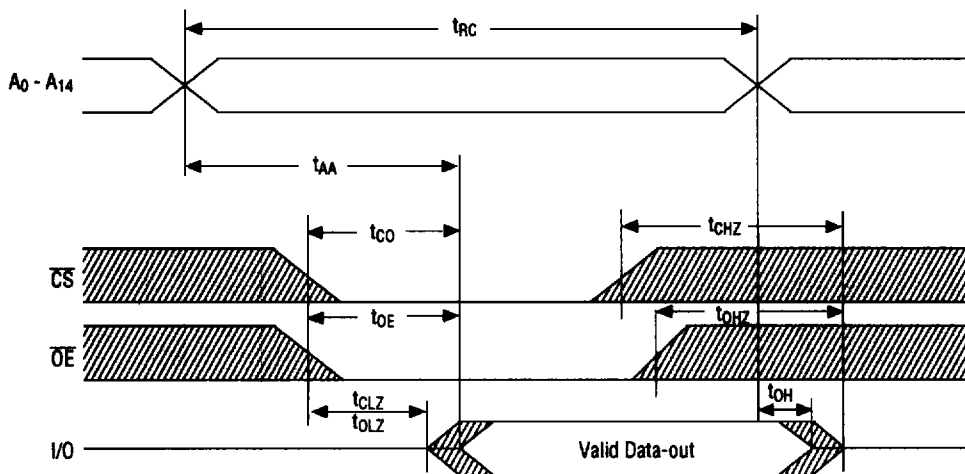 tRC
A0 - A14
tAA
tCO
tCHZ
CS
tOE
tOHZ
OE
tCLZ
tOLZ
tOH
I/O
Valid Data-out